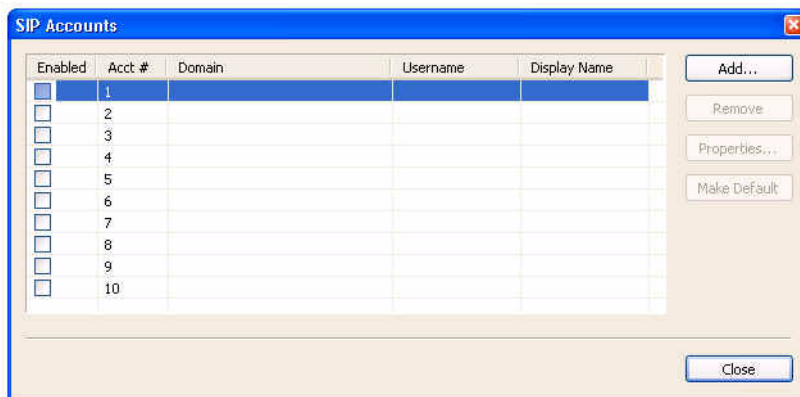 SIP Accounts
Enabled Acct # Domain Username Display Name
Add...
1
Remove
2
3
Properties...
4
5
Make Default
6
7
8
9
10
Close